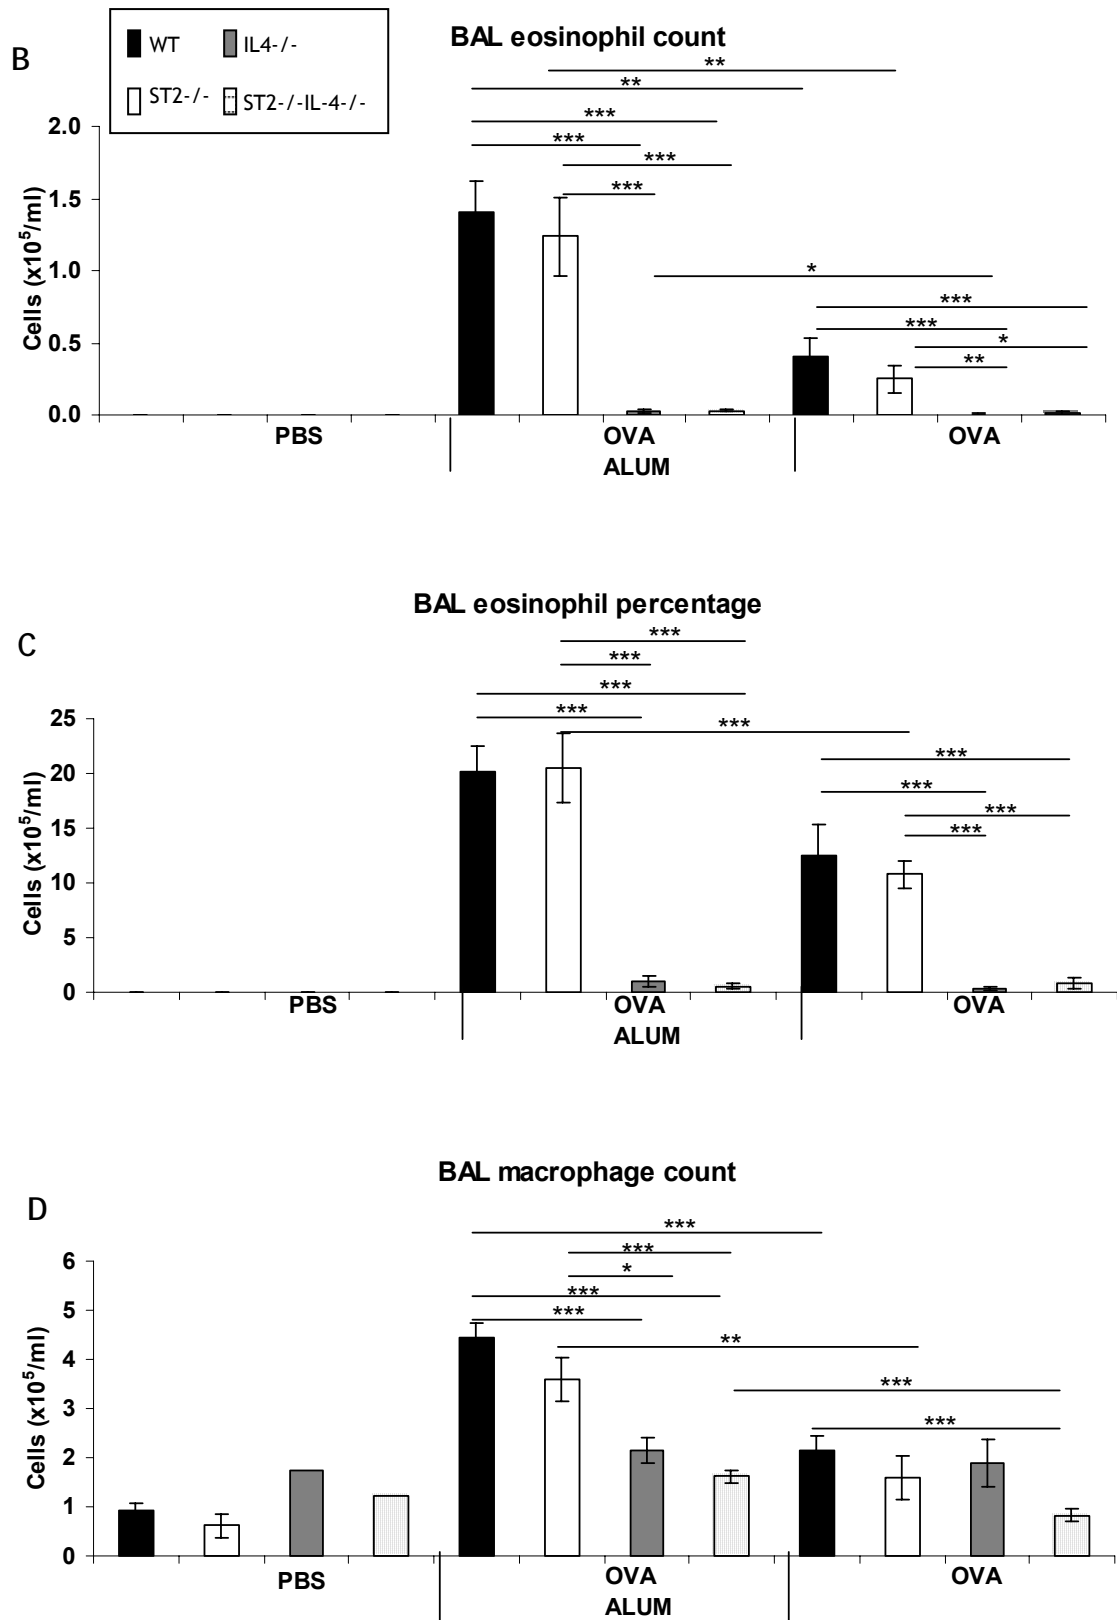 B
WT IL4-/-
ST2-/- ST2-/-IL-4-/-
BAL eosinophil count
**
**
***
***
***
***
*
***
***
*
**
Cells (x10⁵/ml)
2.0
1.5
1.0
0.5
0.0
PBS OVA OVA
ALUM
C
BAL eosinophil percentage
***
***
***
***
***
***
***
***
***
Cells (x10⁵/ml)
25
20
15
10
5
0
PBS OVA OVA
ALUM
D
BAL macrophage count
***
***
*
***
***
**
***
***
Cells (x10⁵/ml)
6
5
4
3
2
1
0
PBS OVA OVA
ALUM